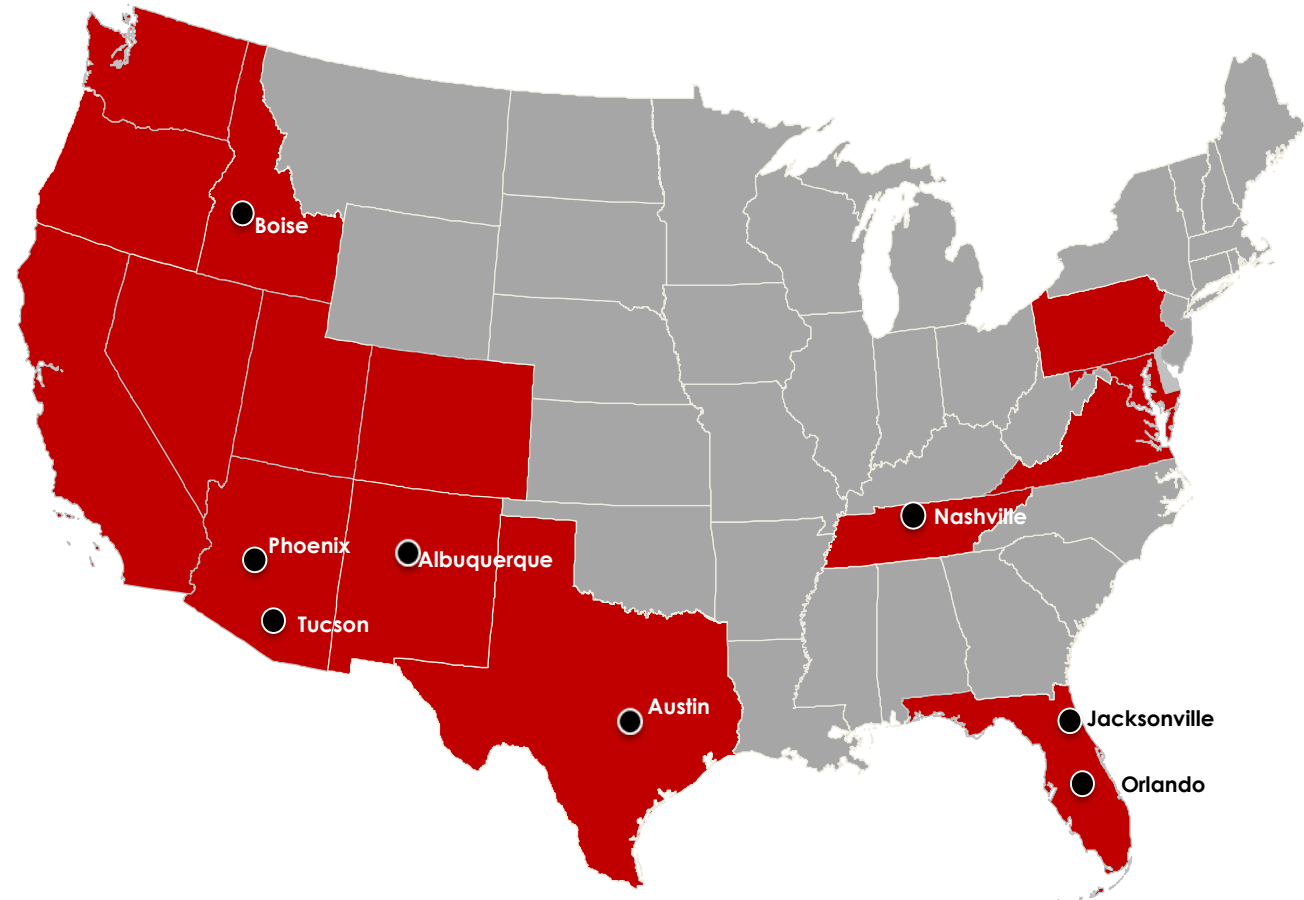 Boise
Nashville
Phoenix
Albuquerque
Tucson
Austin
Jacksonville
Orlando